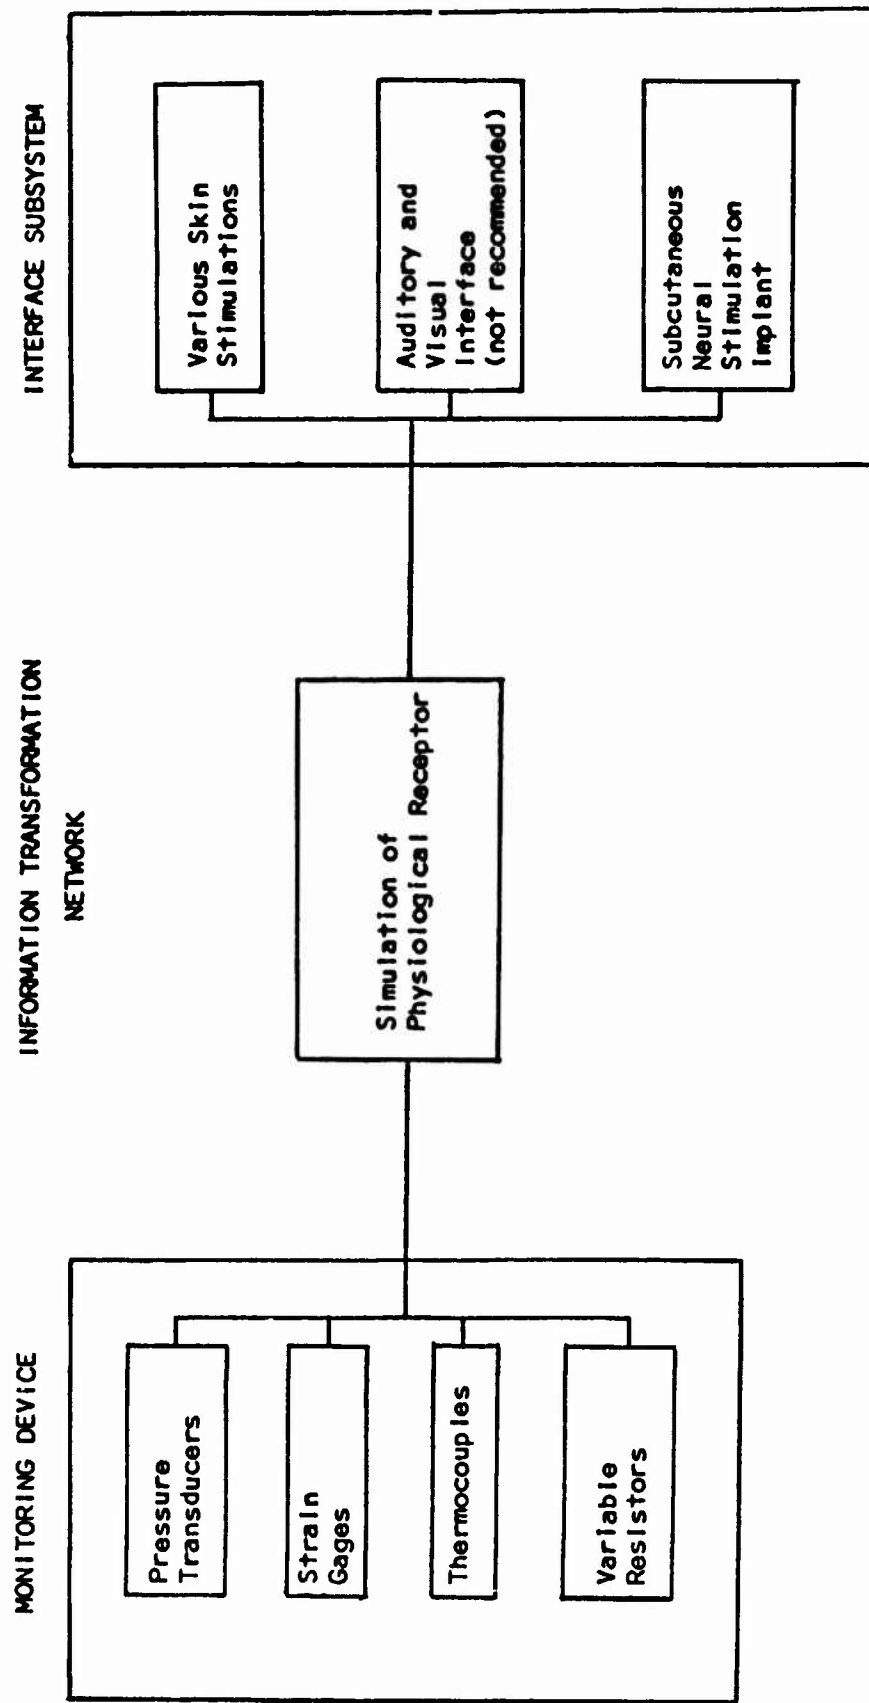 MONITORING DEVICE
Pressure
Transducers
Strain
Gages
Thermocouples
Variable
Resistors
INFORMATION TRANSFORMATION
NETWORK
Simulation of
Physiological Receptor
INTERFACE SUBSYSTEM
Various Skin
Stimulations
Auditory and
Visual
Interface
(not recommended)
Subcutaneous
Neural
Stimulation
Implant